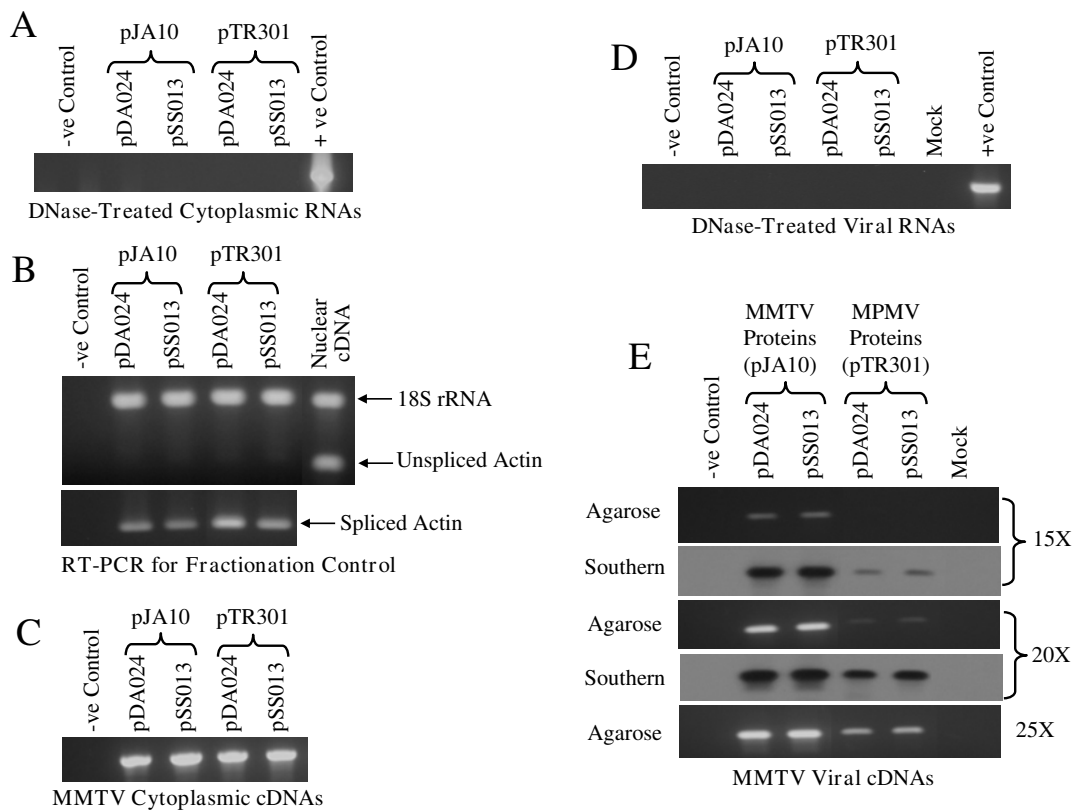 A
pJA10
pTR301
-ve Control
pDA024
pSS013
pDA024
pSS013
+ve Control
DNase-Treated Cytoplasmic RNAs
B
pJA10
pTR301
-ve Control
pDA024
pSS013
pDA024
pSS013
Nuclear
cDNA
18S rRNA
Unspliced Actin
Spliced Actin
RT-PCR for Fractionation Control
C
pJA10
pTR301
-ve Control
pDA024
pSS013
pDA024
pSS013
MMTV Cytoplasmic cDNAs
D
pJA10
pTR301
-ve Control
pDA024
pSS013
pDA024
pSS013
Mock
+ve Control
DNase-Treated Viral RNAs
E
MMTV
Proteins
(pJA10)
MPMV
Proteins
(pTR301)
-ve Control
pDA024
pSS013
pDA024
pSS013
Mock
Agarose
Southern
15X
Agarose
Southern
20X
Agarose
25X
MMTV Viral cDNAs